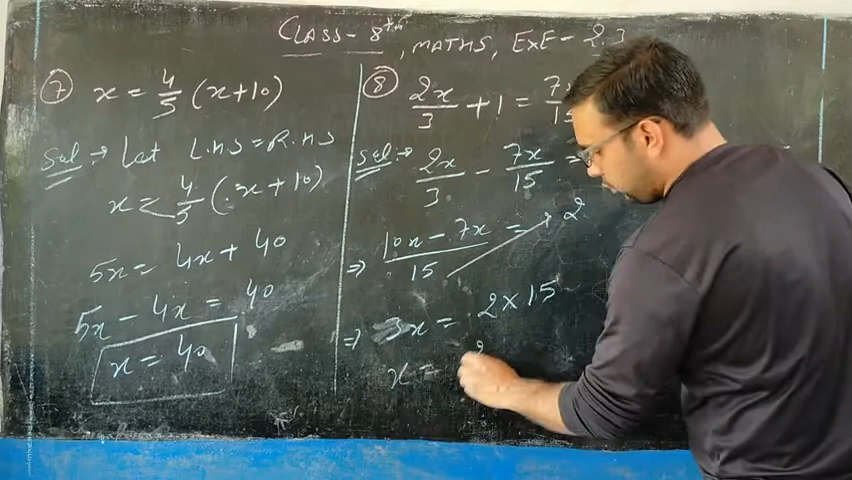 CLASS - 8th, MATHS, EXE - 2.3
⑦ x = 4/5 (x+10)
Sol :→ Let L.H.S = R.H.S
x = 4/5 (x + 10)
5x = 4x + 40
5x - 4x = 40
x = 40
⑧ 2x/3 + 1 = 7x/15
Sol :→ 2x/3 - 7x/15 =
⇒ 10x - 7x/15 = 2
⇒ 3x = 2 × 15
x =